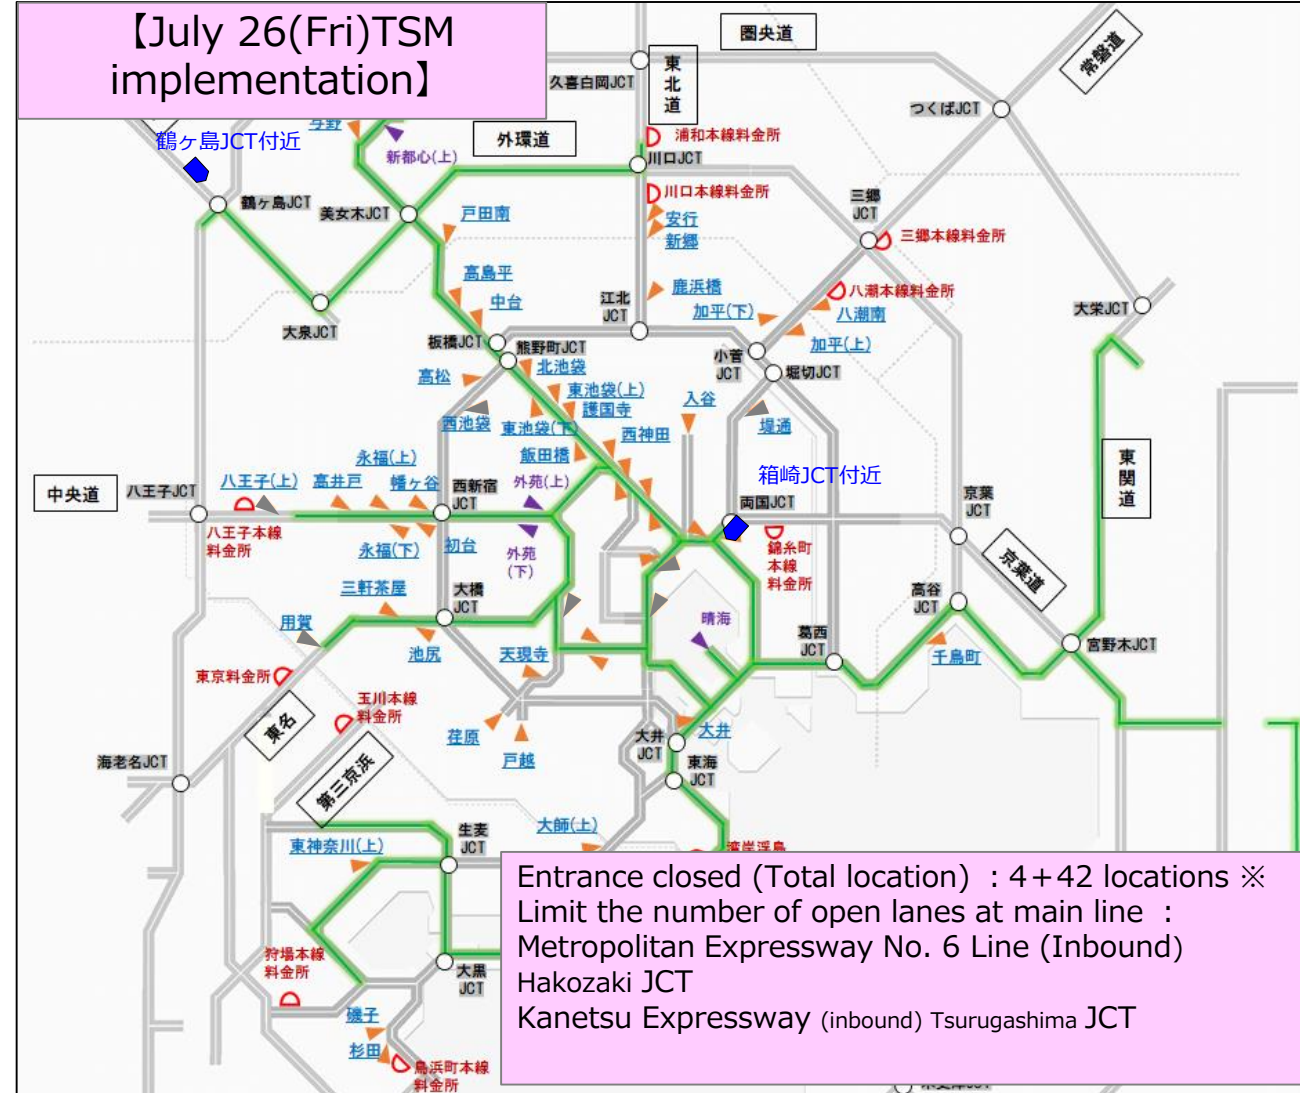 【July 26(Fri)TSM
implementation】
圏央道
常磐道
東北道
久喜白岡JCT
つくばJCT
与野
鶴ヶ島JCT付近
新都心(上)
外環道
浦和本線料金所
川口JCT
川口本線料金所
鶴ヶ島JCT
美女木JCT
戸田南
安行
新郷
三郷
JCT
三郷本線料金所
高島平
中台
鹿浜橋
江北
JCT
加平(下)
八潮本線料金所
八潮南
大栄JCT
大泉JCT
板橋JCT
熊野町JCT
加平(上)
小菅
JCT
堀切JCT
高松
北池袋
東池袋(上)
護国寺
入谷
西池袋
東池袋(下)
西神田
堤通
飯田橋
永福(上)
箱崎JCT付近
東関道
中央道
八王子JCT
八王子(上)
高井戸
幡ヶ谷
西新宿
JCT
外苑(上)
両国JCT
京葉
JCT
八王子本線
料金所
永福(下)
初台
外苑
(下)
錦糸町
本線
料金所
京葉道
三軒茶屋
大橋
JCT
高谷
JCT
用賀
池尻
天現寺
晴海
葛西
JCT
千鳥町
宮野木JCT
東京料金所
玉川本線
料金所
東名
荏原
戸越
大井
JCT
大井
海老名JCT
東海
JCT
第三京浜
東神奈川(上)
生麦
JCT
大師(上)
湾岸浮島
Entrance closed (Total location) : 4+42 locations ※
Limit the number of open lanes at main line :
Metropolitan Expressway No. 6 Line (Inbound)
Hakozaki JCT
Kanetsu Expressway (inbound) Tsurugashima JCT
狩場本線
料金所
大黒
JCT
磯子
杉田
鳥浜町本線
料金所